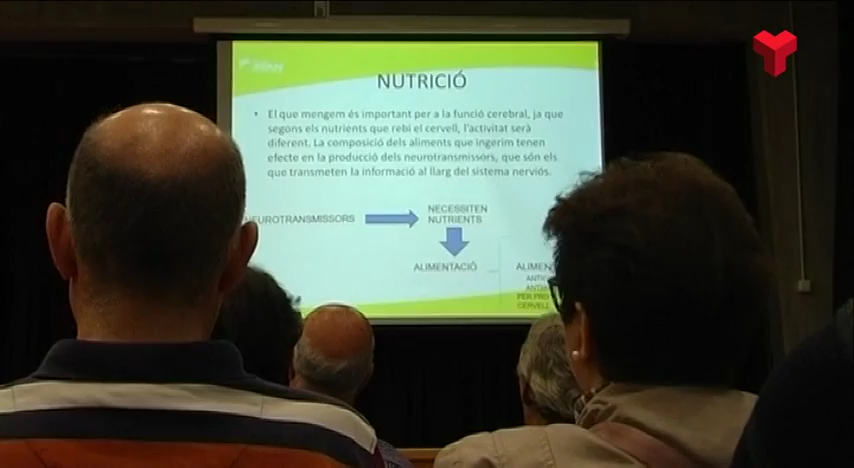 NUTRICIÓ
• El que mengem és important per a la funció cerebral, ja que
segons els nutrients que rebi el cervell, l'activitat serà
diferent. La composició dels aliments que ingerim tenen
efecte en la producció dels neurotransmissors, que són els
que transmeten la informació al llarg del sistema nerviós.
NEUROTRANSMISSORS
NECESSITEN
NUTRIENTS
ALIMENTACIÓ
CERVELL